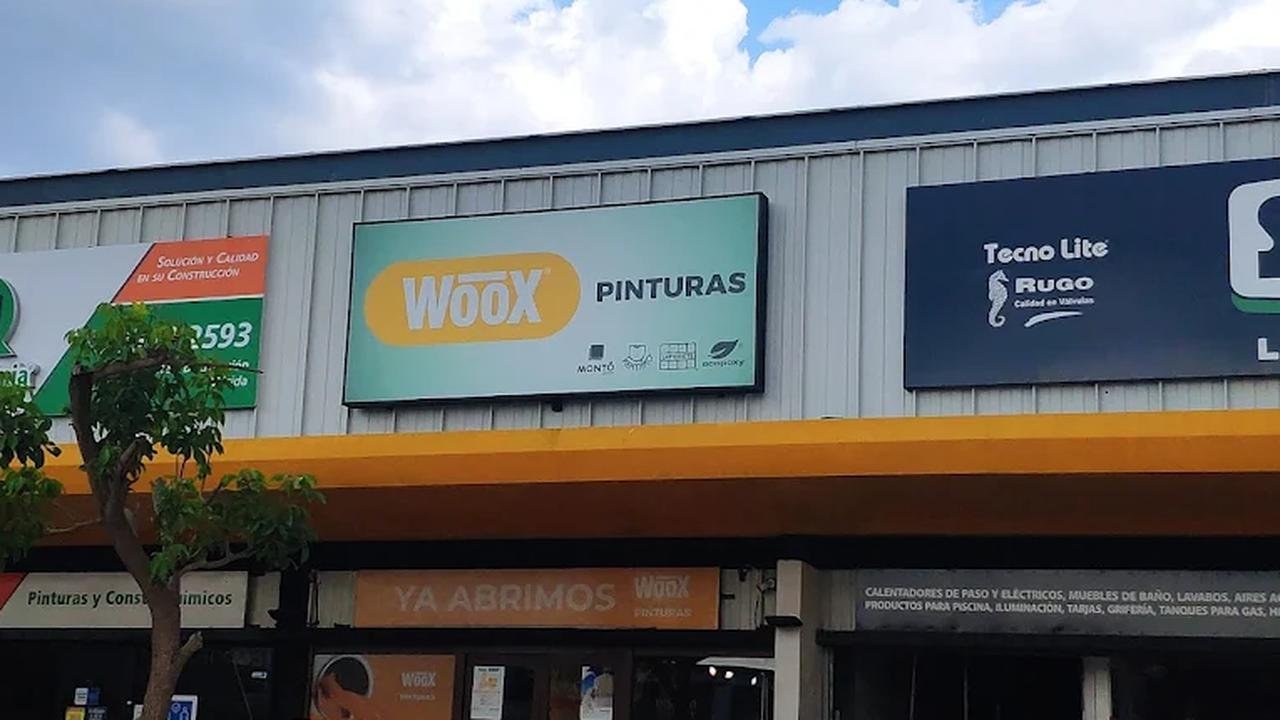 SOLUCIÓN Y CALIDAD
EN SU CONSTRUCCIÓN
2593
WOOX
PINTURAS
MONTÓ
acepoxy
Tecno Lite
RUGO
Calidad en Válvulas
Pinturas y
YA ABRIMOS
WOOX
PINTURAS
CALENTADORES DE PASO Y ELÉCTRICOS, MUEBLES DE BAÑO, LAVABOS, AIRES
PRODUCTOS PARA PISCINA, ILUMINACIÓN, TARJAS, GRIFERÍA, TANQUES PARA GAS,
WOOX